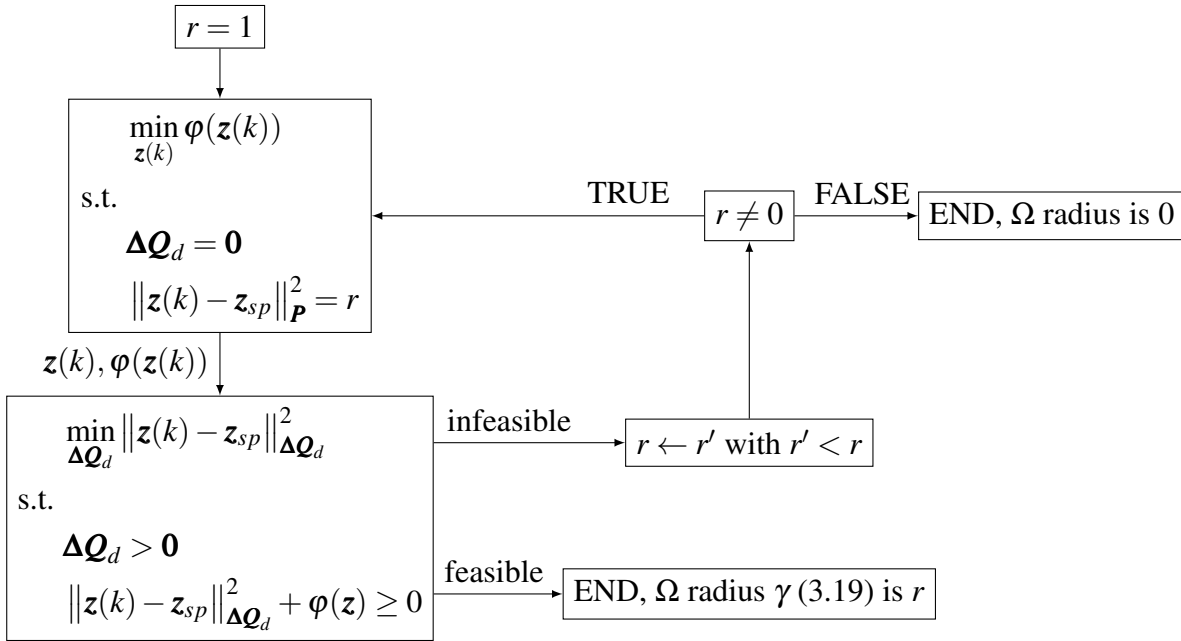 r = 1
min φ(z(k))
z(k)
s.t.
ΔQ_d = 0
‖z(k) − z_sp‖²_P = r
TRUE
r ≠ 0
FALSE
END, Ω radius is 0
z(k), φ(z(k))
min ‖z(k) − z_sp‖²_ΔQ_d
ΔQ_d
s.t.
ΔQ_d > 0
‖z(k) − z_sp‖²_ΔQ_d + φ(z) ≥ 0
infeasible
r ← r′ with r′ < r
feasible
END, Ω radius γ (3.19) is r